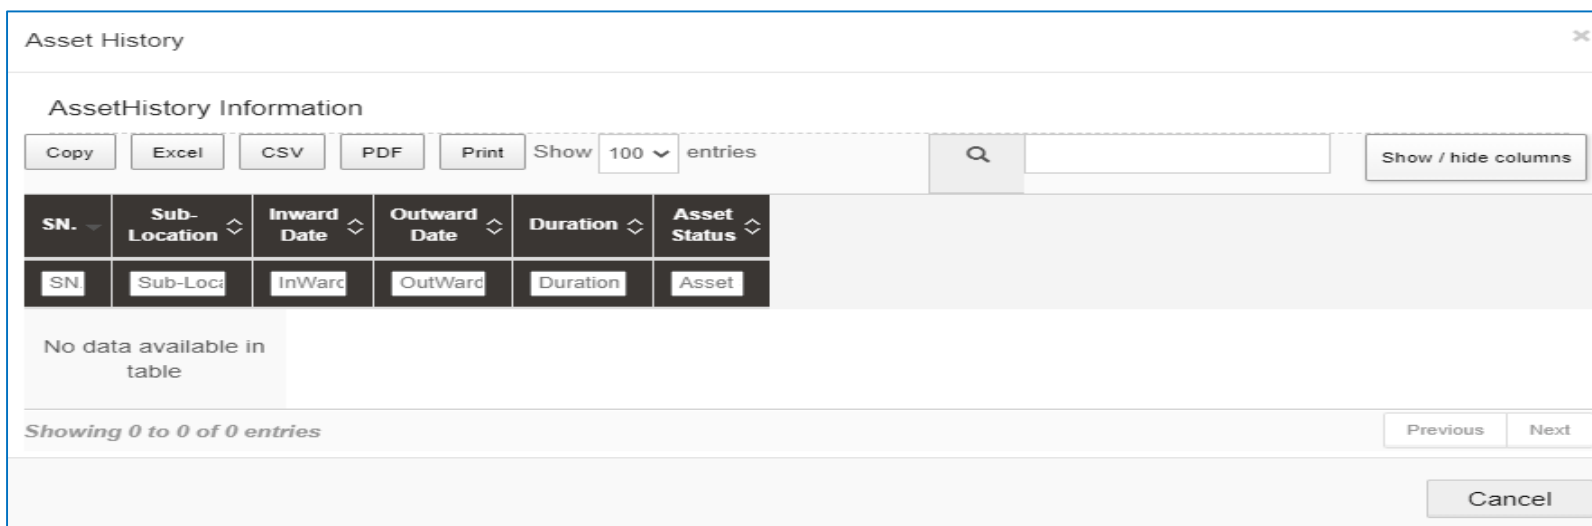 Asset History ×
AssetHistory Information
Copy Excel CSV PDF Print Show 100 entries Show / hide columns
SN. Sub-Location Inward Date Outward Date Duration Asset Status
SN. Sub-Loca InWard OutWard Duration Asset
No data available in
table
Showing 0 to 0 of 0 entries Previous Next
Cancel